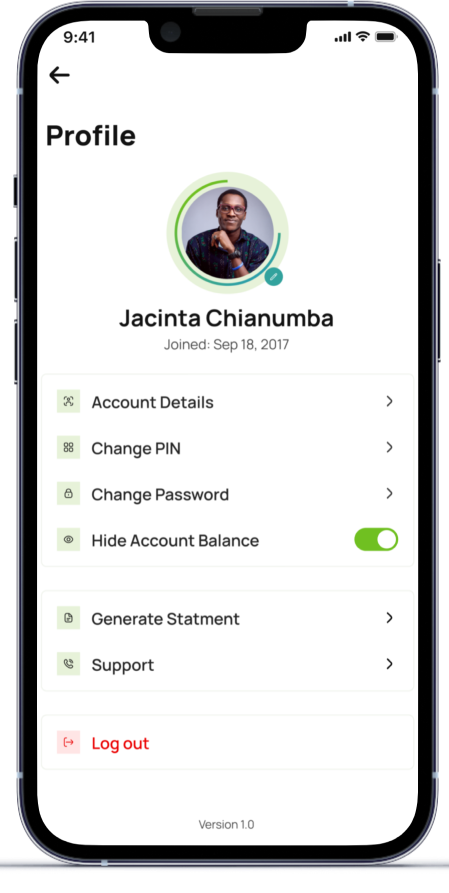 9:41
Profile
Jacinta Chianumba
Joined: Sep 18, 2017
Account Details
Change PIN
Change Password
Hide Account Balance
Generate Statment
Support
Log out
Version 1.0